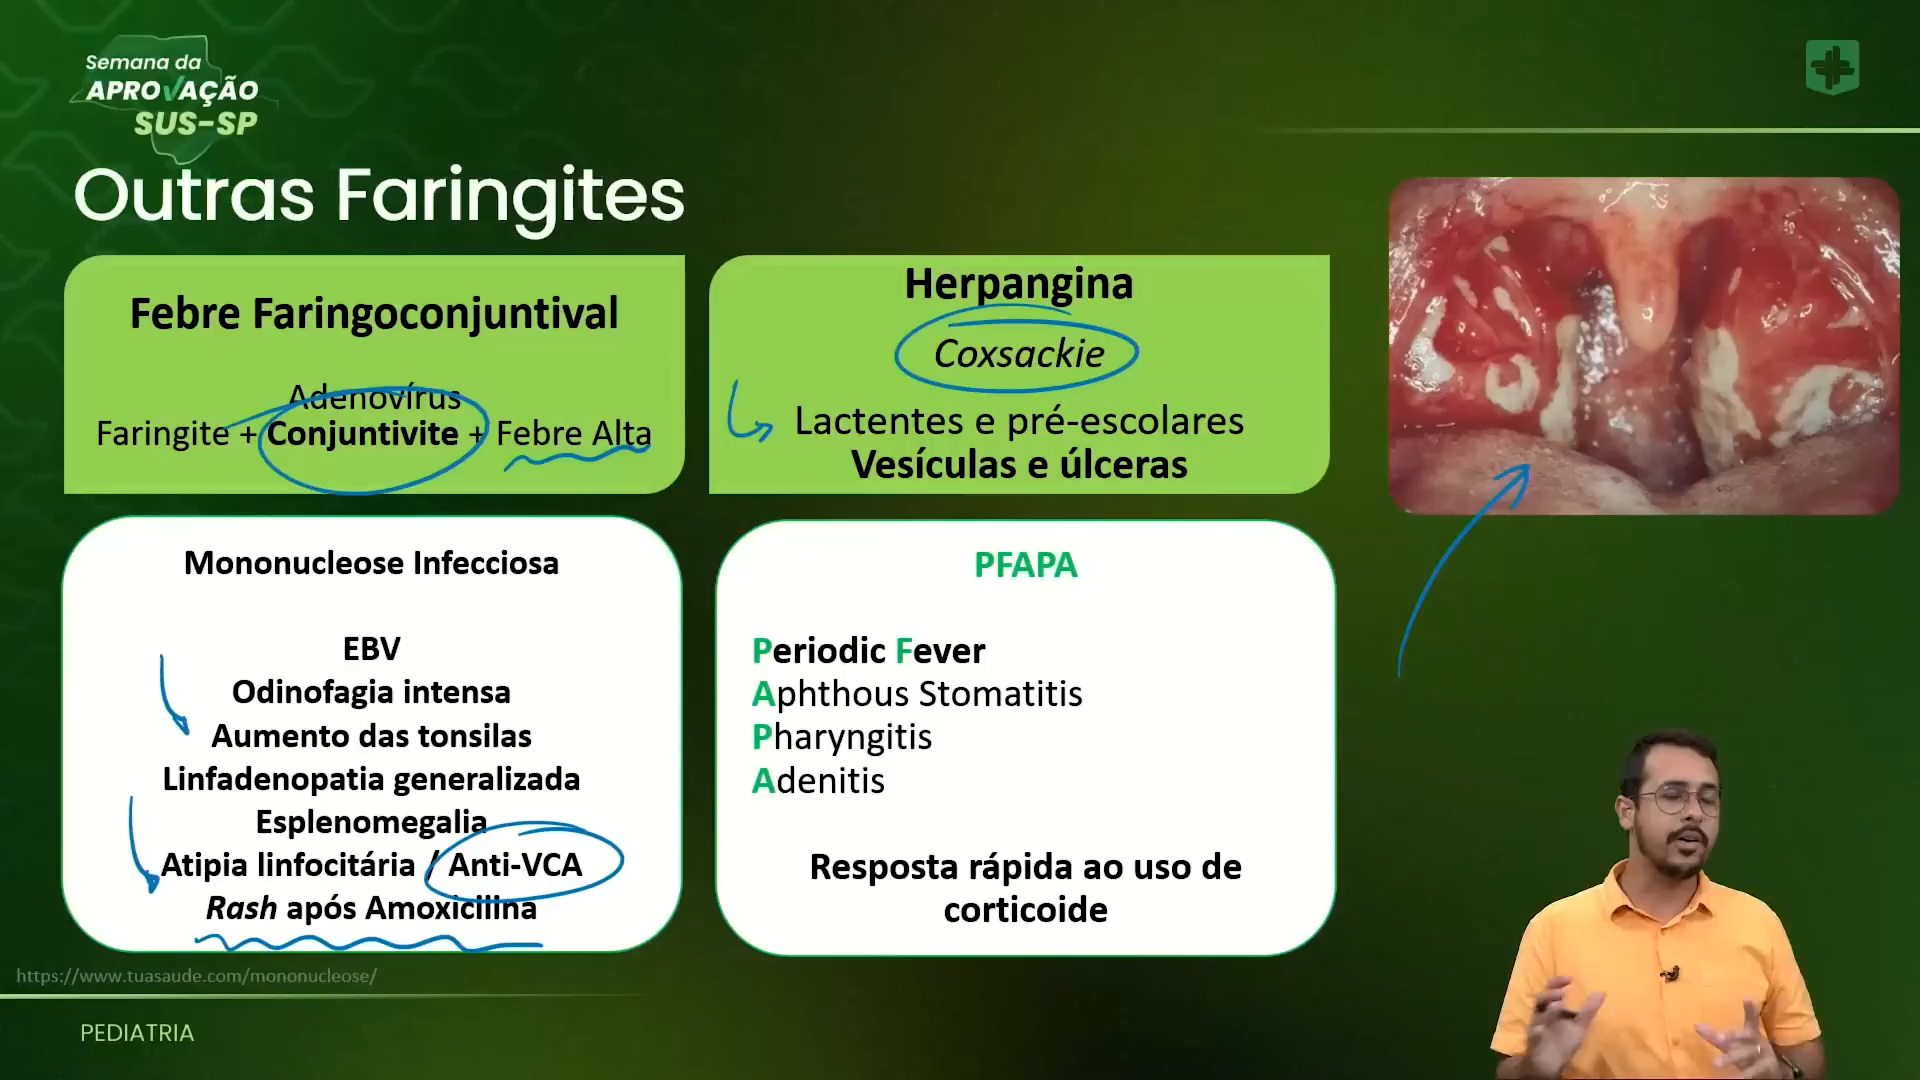 Semana da
APROVAÇÃO
SUS-SP
Outras Faringites
Febre Faringoconjuntival
Adenovírus
Faringite + Conjuntivite + Febre Alta
Herpangina
Coxsackie
Lactentes e pré-escolares
Vesículas e úlceras
Mononucleose Infecciosa
EBV
Odinofagia intensa
Aumento das tonsilas
Linfadenopatia generalizada
Esplenomegalia
Atipia linfocitária / Anti-VCA
Rash após Amoxicilina
PFAPA
Periodic Fever
Aphthous Stomatitis
Pharyngitis
Adenitis
Resposta rápida ao uso de
corticoide
https://www.tuasaude.com/mononucleose/
PEDIATRIA